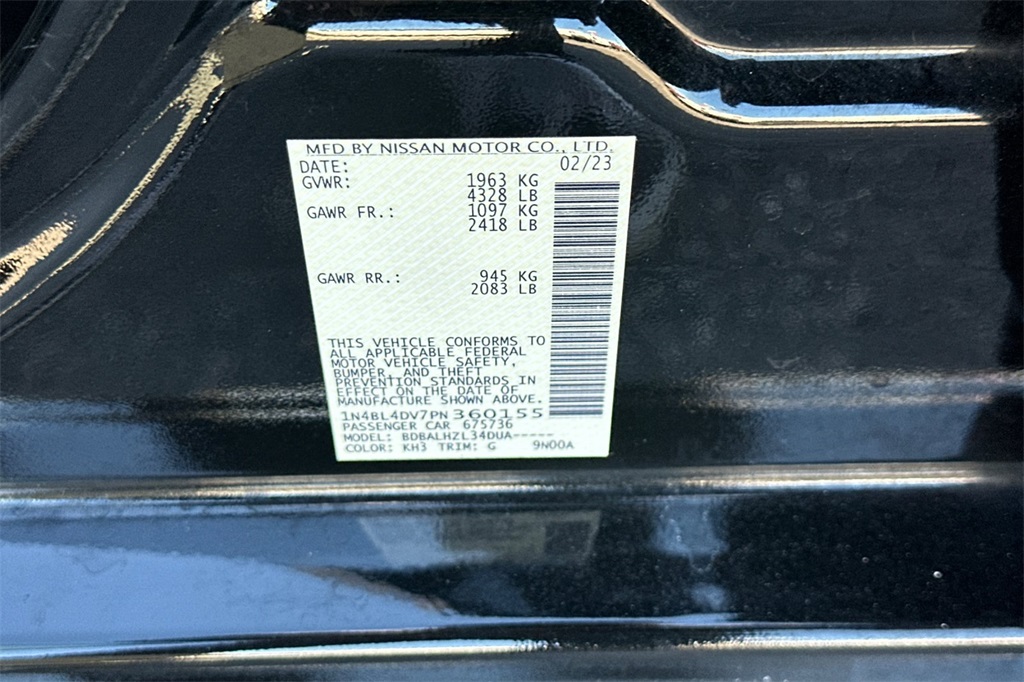 MFD BY NISSAN MOTOR CO., LTD.
DATE: 02/23
GVWR: 1963 KG
4328 LB
GAWR FR.: 1097 KG
2418 LB
GAWR RR.: 945 KG
2083 LB
THIS VEHICLE CONFORMS TO
ALL APPLICABLE FEDERAL
MOTOR VEHICLE SAFETY,
BUMPER, AND THEFT
PREVENTION STANDARDS IN
EFFECT ON THE DATE OF
MANUFACTURE SHOWN ABOVE.
1N4BL4DV7PN360155
PASSENGER CAR 675736
MODEL: BDBALHZL34DUA-----
COLOR: KH3 TRIM: G 9N00A